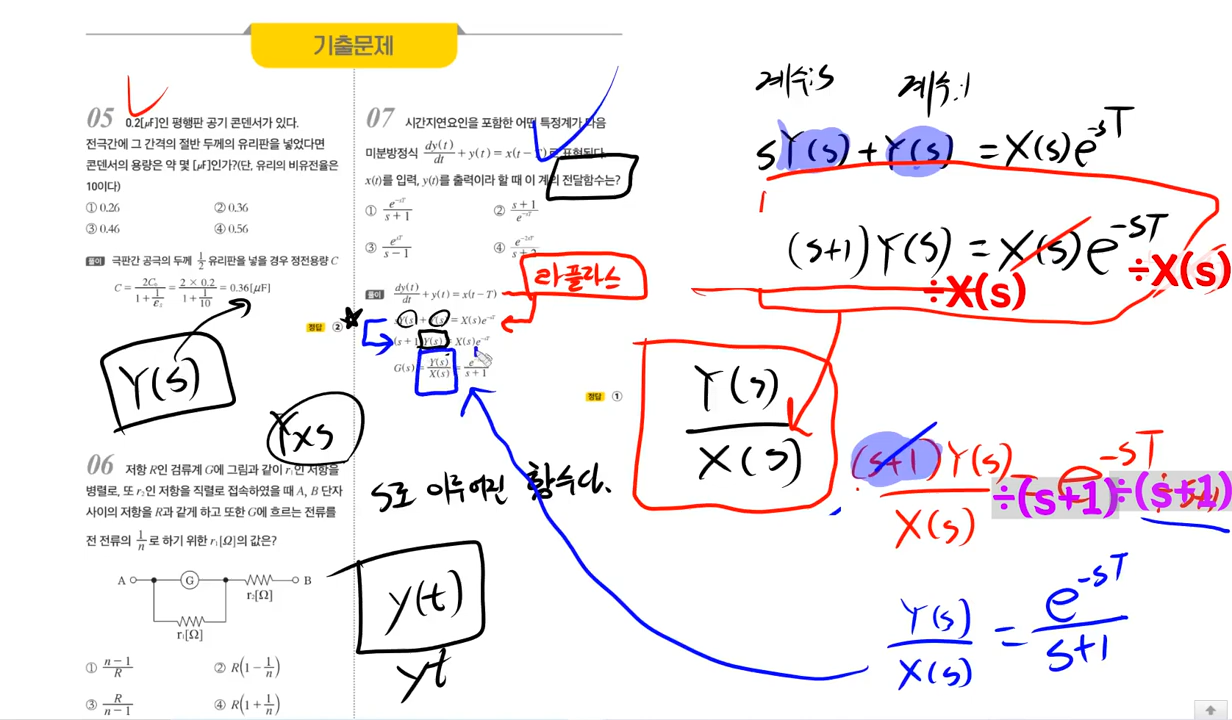 기출문제
05 0.2[μF]인 평행판 공기 콘덴서가 있다.
전극간에 그 간격의 절반 두께의 유리판을 넣었다면
콘덴서의 용량은 약 몇 [μF]인가?(단, 유리의 비유전율은
10이다)
① 0.26 ② 0.36
③ 0.46 ④ 0.56
풀이 극판간 공극의 두께 1/2 유리판을 넣을 경우 정전용량 C
= 2 × 0.2 / (1 + 1/10) = 0.36[μF]
정답 ②
Y(s)
Yxs
06 저항 R인 검류계 G에 그림과 같이 r₁인 저항을
병렬로, 또 r₂인 저항을 직렬로 접속하였을 때 A, B 단자
사이의 저항을 R과 같게 하고 또한 G에 흐르는 전류를
전 전류의 1/n로 하기 위한 r₁[Ω]의 값은?
A G B
r₂[Ω]
r₁[Ω]
① (n−1)/R ② R(1−1/n)
③ R/(n−1) ④ R(1+1/n)
07 시간지연요인을 포함한 어떤 특정계가 다음
미분방정식 dy(t)/dt + y(t) = x(t− 로 표현된다.
x(t)를 입력, y(t)를 출력이라 할 때 이 계의 전달함수는?
① e⁻ˢᵀ/(s+1) ② (s+1)/e⁻ˢᵀ
③ eˢᵀ/(s−1) ④
풀이 dy(t)/dt + y(t) = x(t−T)
라플라스
= X(s)e⁻ˢᵀ
(s+1 Y(s) = X(s)e⁻ˢᵀ
G(s) = Y(s)/X(s) = /(s+1)
정답 ①
s로 이루어진 함수다.
y(t)
yt
계수:s 계수:1
sY(s) + Y(s) = X(s)e⁻ˢᵀ
(s+1)Y(s) = X(s)e⁻ˢᵀ
÷X(s) ÷X(s)
Y(s)/X(s)
(s+1)Y(s)/X(s) = e⁻ˢᵀ
÷(s+1) ÷(s+1)
Y(s)/X(s) = e⁻ˢᵀ/(s+1)